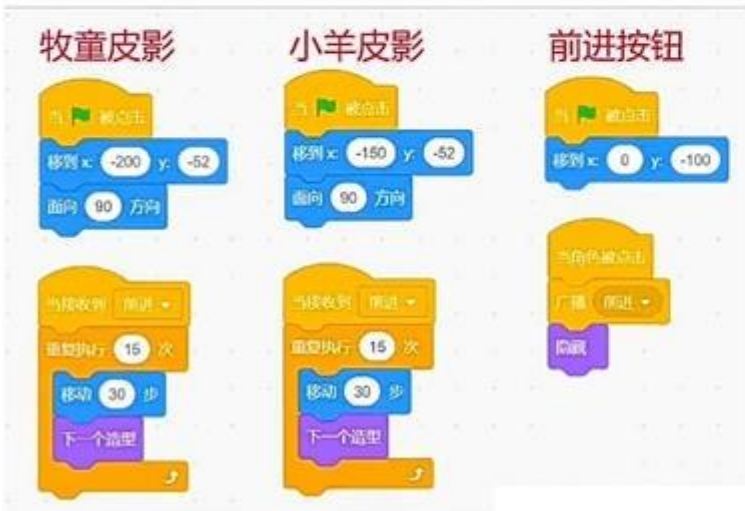 牧童皮影
当 被点击
移到 x: -200 y: -52
面向 90 方向
当接收到 前进
重复执行 15 次
移动 30 步
下一个造型
小羊皮影
当 被点击
移到 x: -150 y: -52
面向 90 方向
当接收到 前进
重复执行 15 次
移动 30 步
下一个造型
前进按钮
当 被点击
移到 x: 0 y: -100
当角色被点击
广播 前进
隐藏